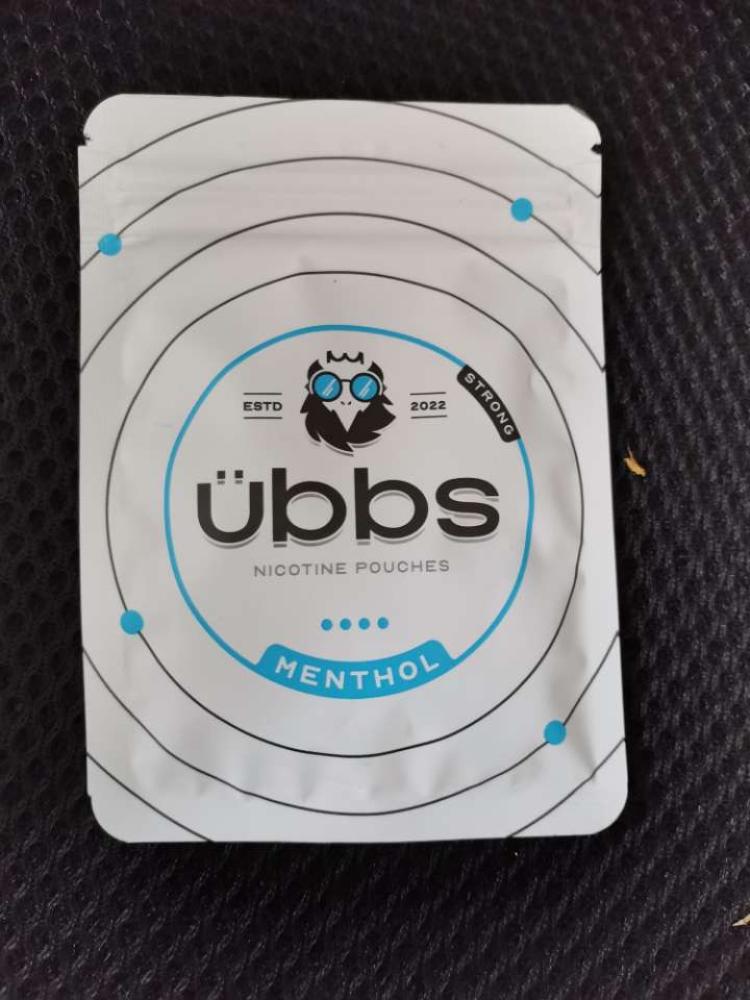 ESTD
2022
STRONG
übbs
NICOTINE POUCHES
MENTHOL